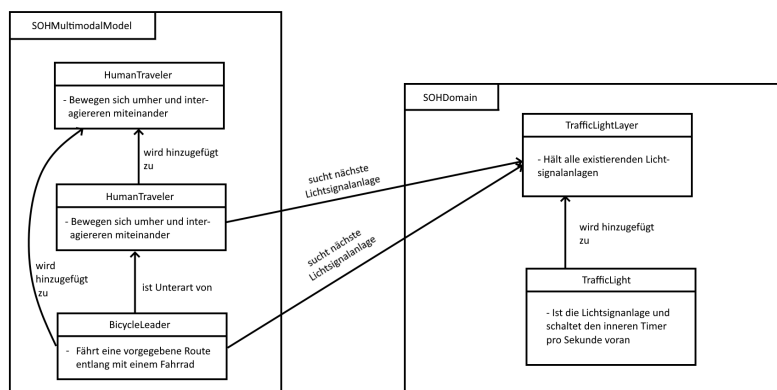 SOHMultimodalModel
HumanTraveler
- Bewegen sich umher und inter-
agiereren miteinander
wird hinzugefügt
zu
HumanTraveler
- Bewegen sich umher und inter-
agiereren miteinander
wird
hinzugefügt
zu
ist Unterart von
BicycleLeader
- Fährt eine vorgegebene Route
entlang mit einem Fahrrad
sucht nächste
Lichtsignalanlage
sucht nächste
Lichtsignalanlage
SOHDomain
TrafficLightLayer
- Hält alle existierenden Licht-
signalanlagen
wird hinzugefügt
zu
TrafficLight
- Ist die Lichtsignanlage und
schaltet den inneren Timer
pro Sekunde voran